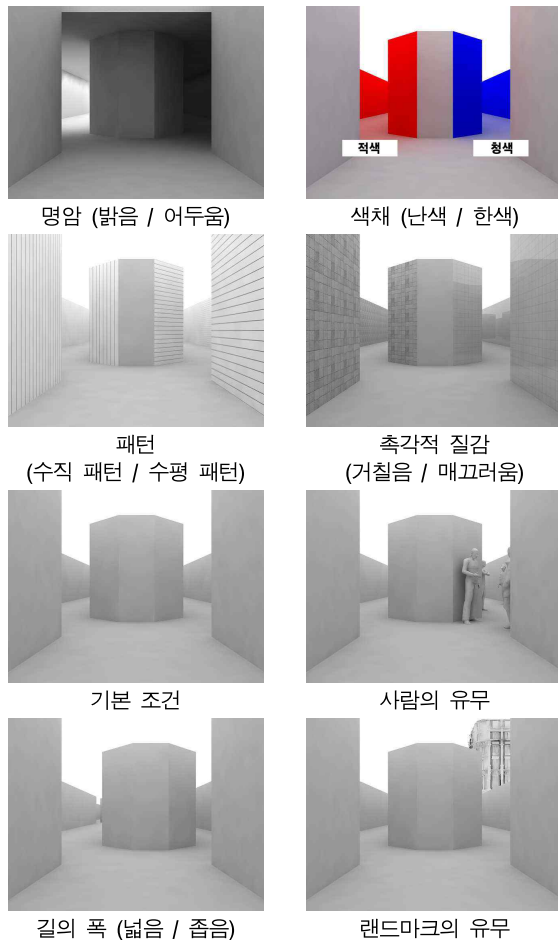 적색
청색
명암 (밝음 / 어두움)
색채 (난색 / 한색)
패턴
(수직 패턴 / 수평 패턴)
촉각적 질감
(거칠음 / 매끄러움)
기본 조건
사람의 유무
길의 폭 (넓음 / 좁음)
랜드마크의 유무